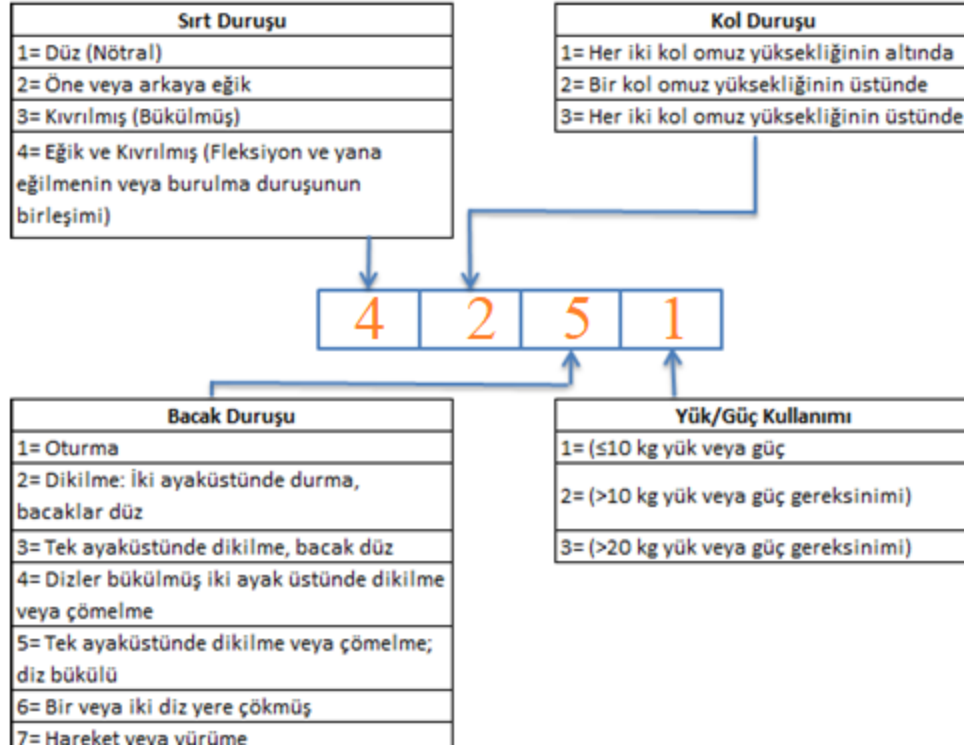 Sırt Duruşu
1= Düz (Nötral)
2= Öne veya arkaya eğik
3= Kıvrılmış (Bükülmüş)
4= Eğik ve Kıvrılmış (Fleksiyon ve yana
eğilmenin veya burulma duruşunun
birleşimi)
Kol Duruşu
1= Her iki kol omuz yüksekliğinin altında
2= Bir kol omuz yüksekliğinin üstünde
3= Her iki kol omuz yüksekliğinin üstünde
4 2 5 1
Bacak Duruşu
1= Oturma
2= Dikilme: İki ayaküstünde durma,
bacaklar düz
3= Tek ayaküstünde dikilme, bacak düz
4= Dizler bükülmüş iki ayak üstünde dikilme
veya çömelme
5= Tek ayaküstünde dikilme veya çömelme;
diz bükülü
6= Bir veya iki diz yere çökmüş
7= Hareket veya yürüme
Yük/Güç Kullanımı
1= (≤10 kg yük veya güç
2= (>10 kg yük veya güç gereksinimi)
3= (>20 kg yük veya güç gereksinimi)